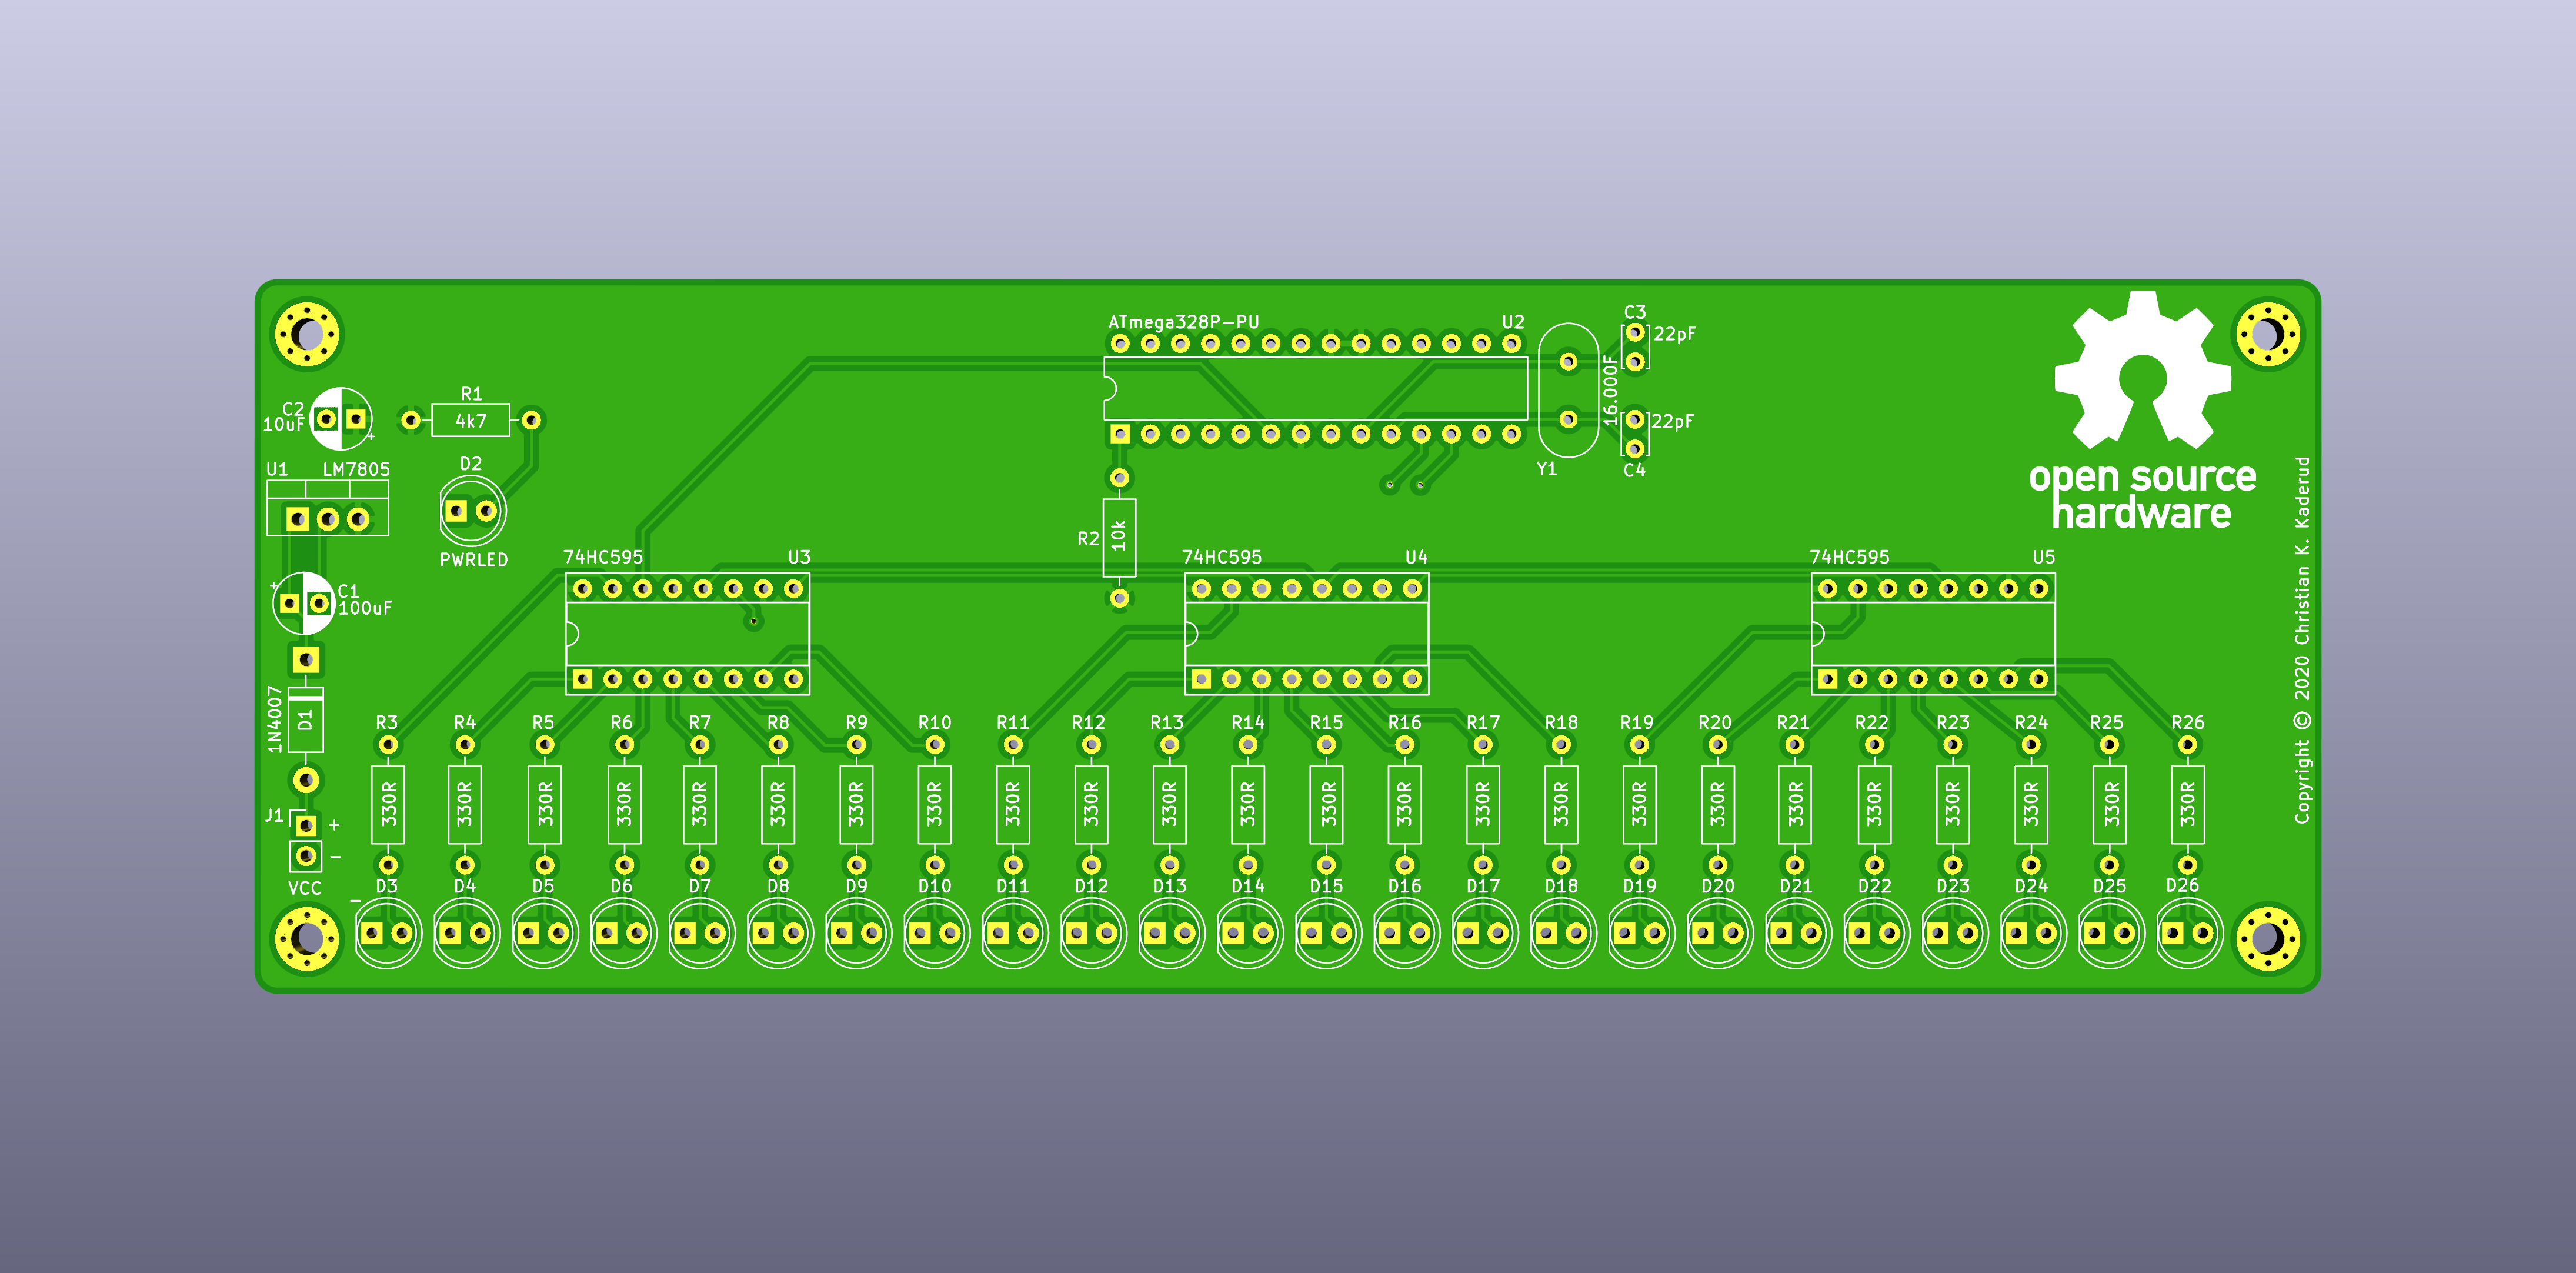 ATmega328P-PU U2
C3
22pF
16.000F
22pF
Y1
C4
open source
hardware
Copyright © 2020 Christian K. Kaderud
C2
10uF
+
R1
4k7
U1 LM7805
D2
PWRLED
R2
10k
+
C1
100uF
74HC595 U3
74HC595 U4
74HC595 U5
1N4007
D1
J1
+
-
VCC
R3 R4 R5 R6 R7 R8 R9 R10 R11 R12 R13 R14 R15 R16 R17 R18 R19 R20 R21 R22 R23 R24 R25 R26
330R 330R 330R 330R 330R 330R 330R 330R 330R 330R 330R 330R 330R 330R 330R 330R 330R 330R 330R 330R 330R 330R 330R 330R
D3 D4 D5 D6 D7 D8 D9 D10 D11 D12 D13 D14 D15 D16 D17 D18 D19 D20 D21 D22 D23 D24 D25 D26
-